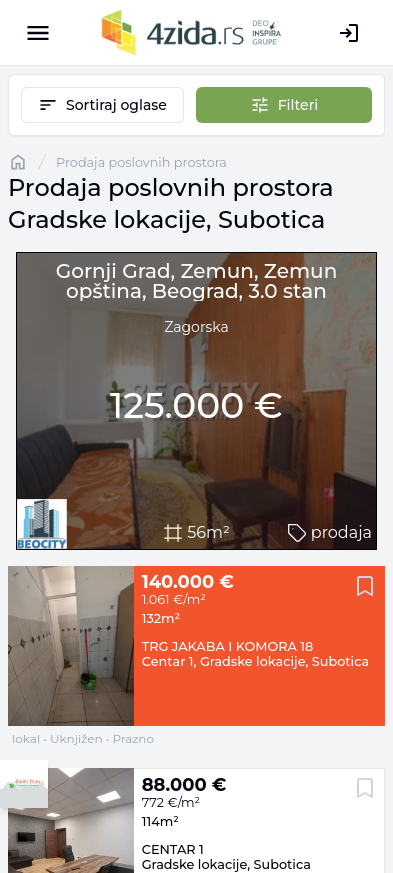 4zida.rs
DEO
INSPIRA
GRUPE
Sortiraj oglase
Filteri
/ Prodaja poslovnih prostora
Prodaja poslovnih prostora
Gradske lokacije, Subotica
Gornji Grad, Zemun, Zemun
opština, Beograd, 3.0 stan
Zagorska
BEOCITY
125.000 €
BEOCITY
56m²
prodaja
140.000 €
1.061 €/m²
132m²
TRG JAKABA I KOMORA 18
Centar 1, Gradske lokacije, Subotica
lokal • Uknjižen • Prazno
88.000 €
772 €/m²
114m²
CENTAR 1
Gradske lokacije, Subotica